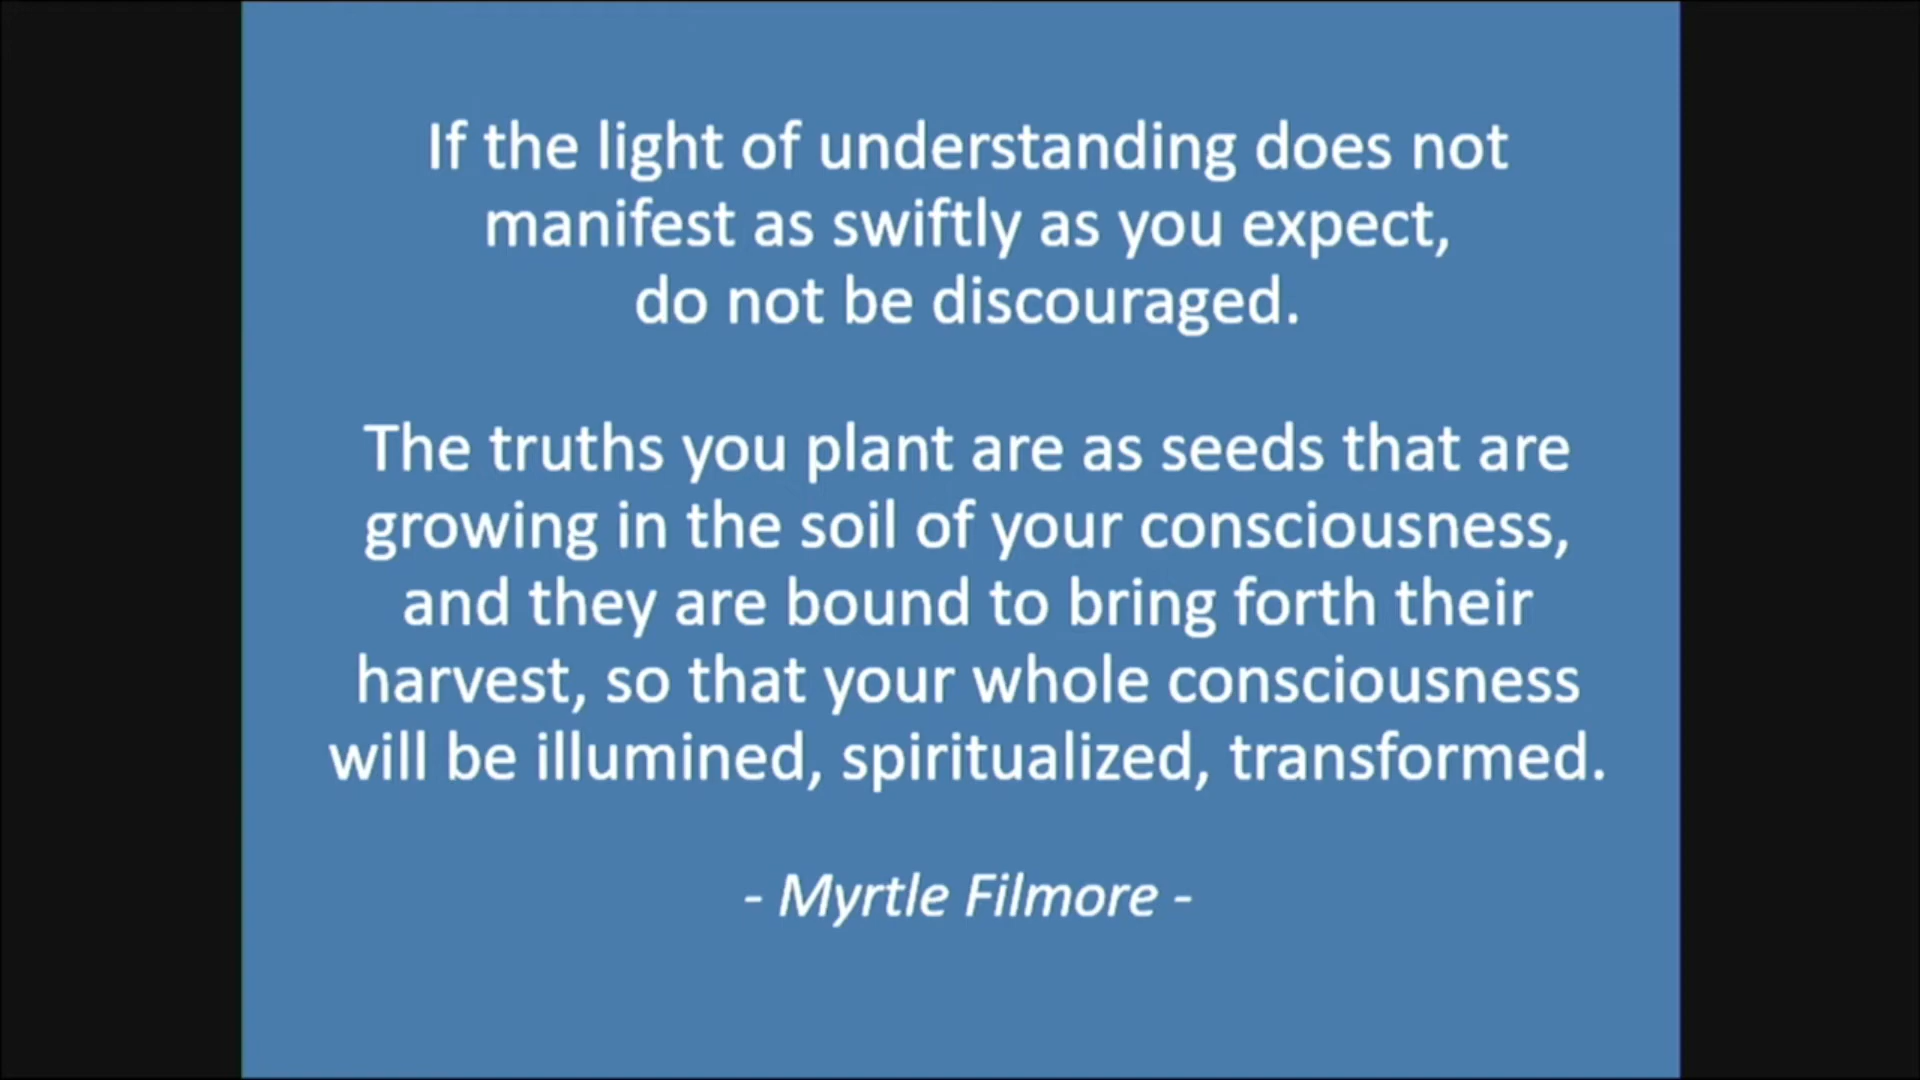 If the light of understanding does not
manifest as swiftly as you expect,
do not be discouraged.
The truths you plant are as seeds that are
growing in the soil of your consciousness,
and they are bound to bring forth their
harvest, so that your whole consciousness
will be illumined, spiritualized, transformed.
- Myrtle Filmore -